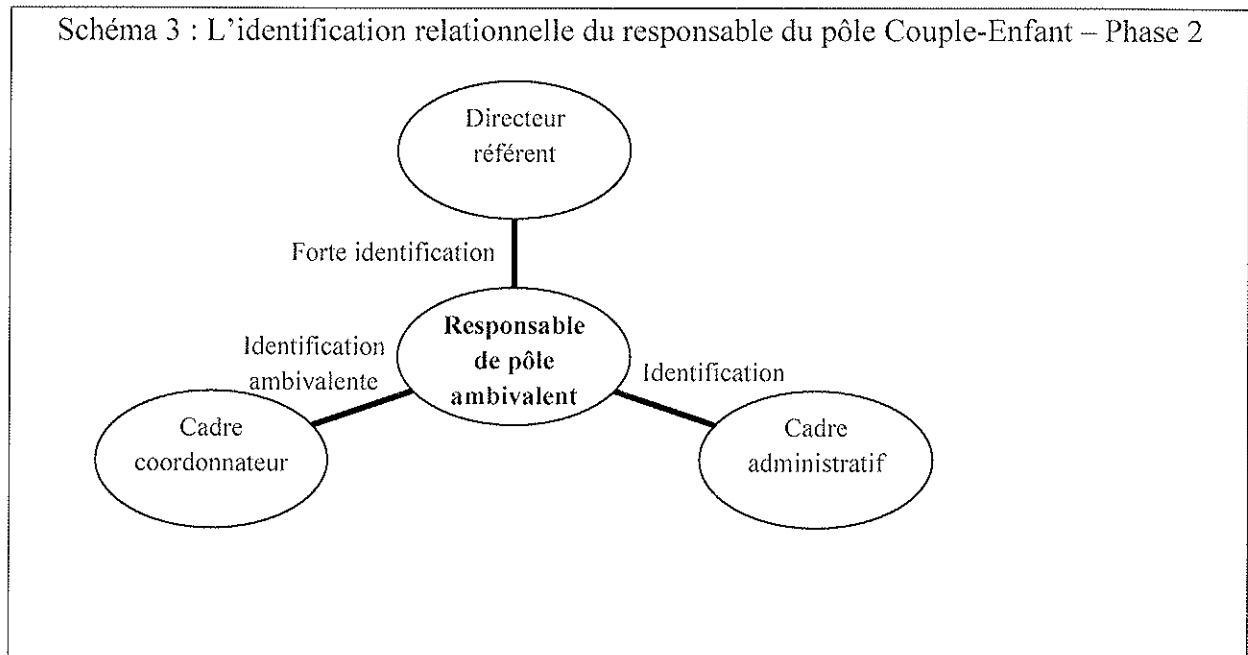 Schéma 3 : L'identification relationnelle du responsable du pôle Couple-Enfant – Phase 2
Directeur
référent
Forte identification
Responsable
de pôle
ambivalent
Identification
ambivalente
Identification
Cadre
coordonnateur
Cadre
administratif